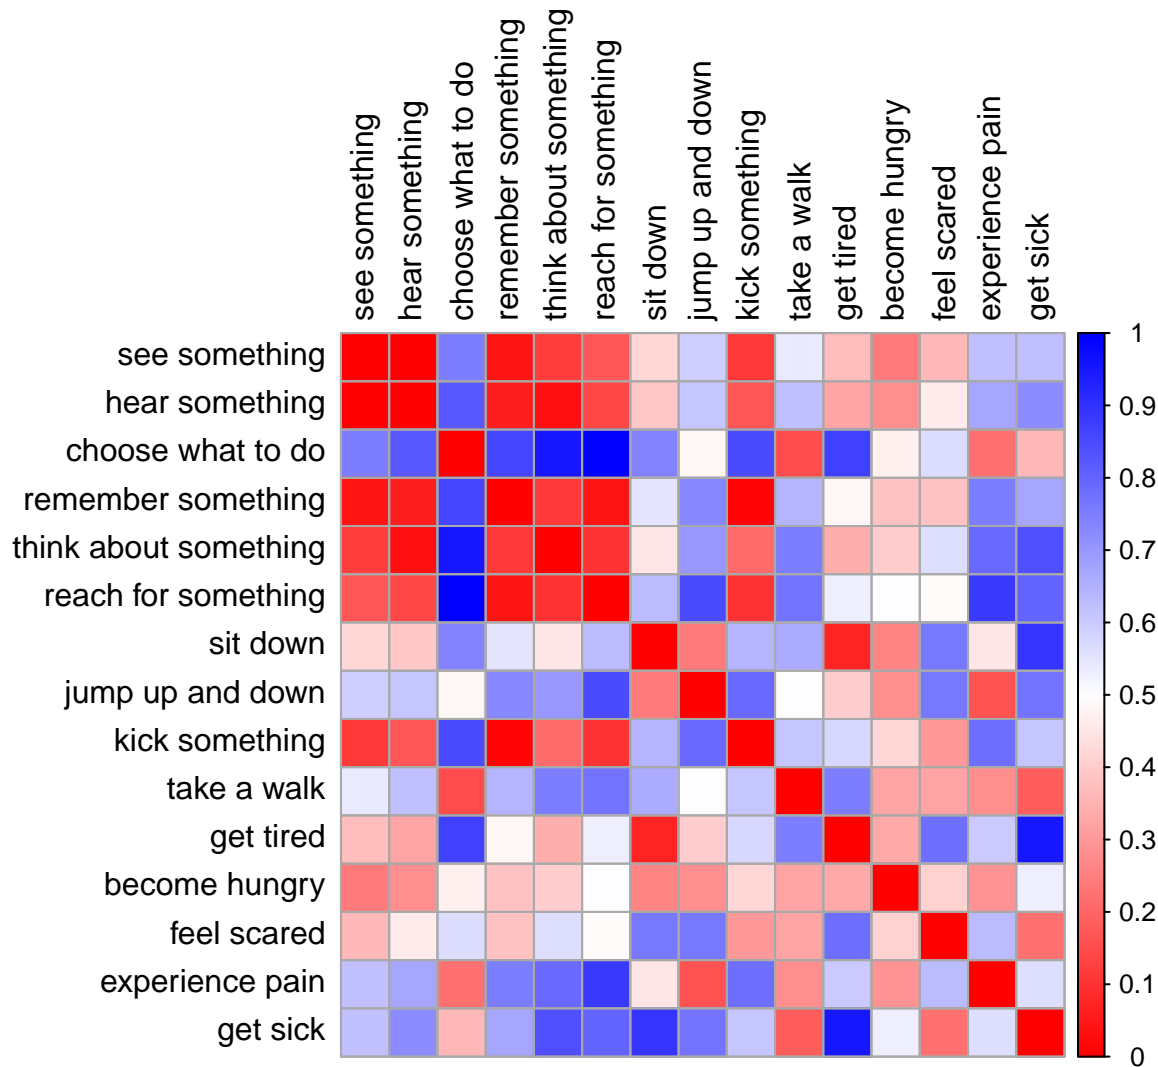 see something
hear something
choose what to do
remember something
think about something
reach for something
sit down
jump up and down
kick something
take a walk
get tired
become hungry
feel scared
experience pain
get sick
see something
hear something
choose what to do
remember something
think about something
reach for something
sit down
jump up and down
kick something
take a walk
get tired
become hungry
feel scared
experience pain
get sick
1
0.9
0.8
0.7
0.6
0.5
0.4
0.3
0.2
0.1
0